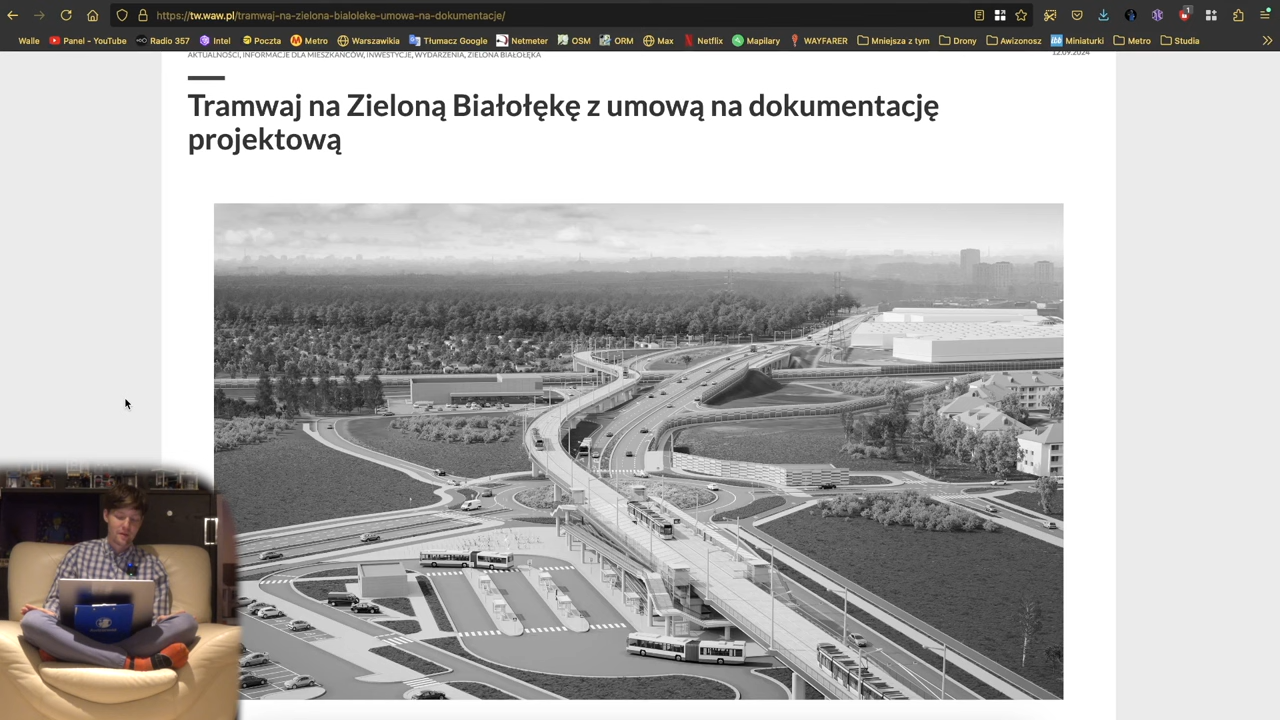 https://tw.waw.pl/tramwaj-na-zielona-bialoleke-umowa-na-dokumentacje/
Walle Panel - YouTube Radio 357 Intel Poczta Metro Warszawikia Tłumacz Google Netmeter OSM ORM Max Netflix Mapillary WAYFARER Mniejsza z tym Drony Awizonosz Miniaturki Metro Studia
AKTUALNOŚCI, INFORMACJE DLA MIESZKAŃCÓW, INWESTYCJE, WYDARZENIA, ZIELONA BIAŁOŁĘKA 12.09.2024
Tramwaj na Zieloną Białołękę z umową na dokumentację
projektową